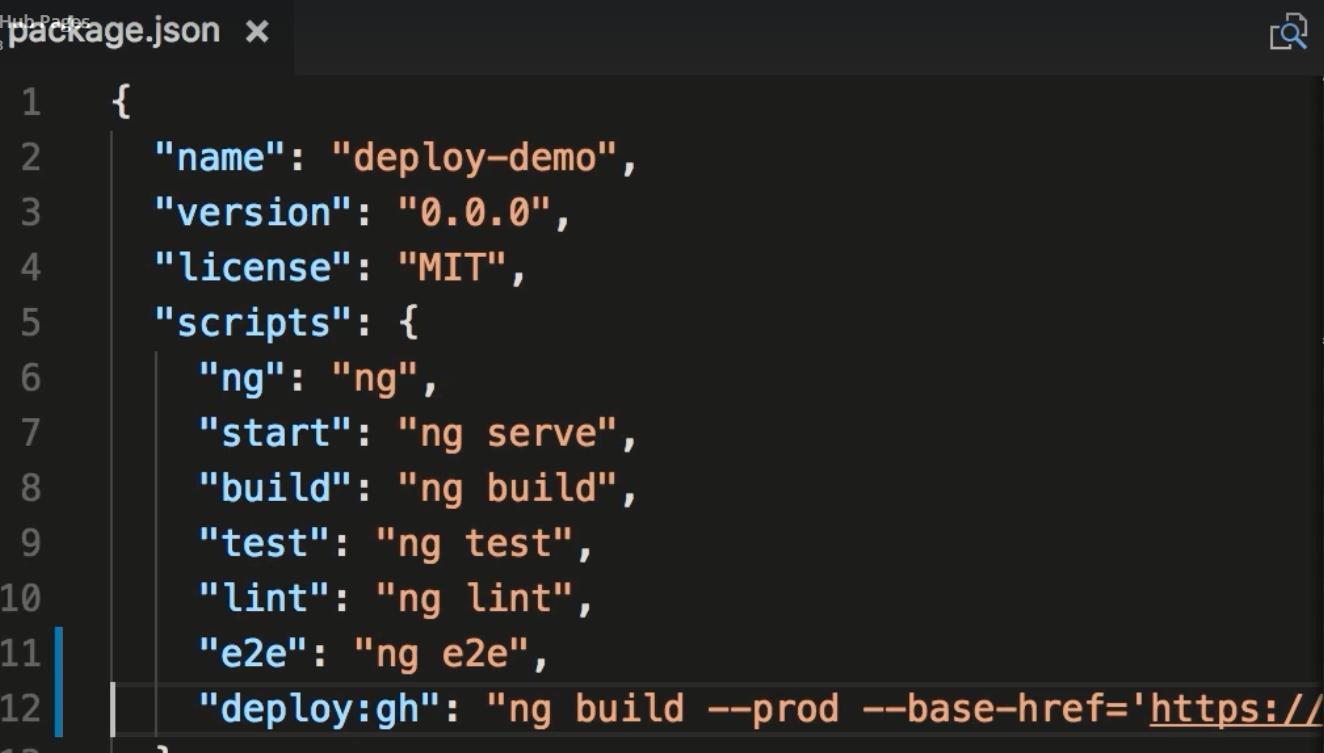 Hub Pages
package.json ×
1 {
2 "name": "deploy-demo",
3 "version": "0.0.0",
4 "license": "MIT",
5 "scripts": {
6 "ng": "ng",
7 "start": "ng serve",
8 "build": "ng build",
9 "test": "ng test",
10 "lint": "ng lint",
11 "e2e": "ng e2e",
12 "deploy:gh": "ng build --prod --base-href='https://
}